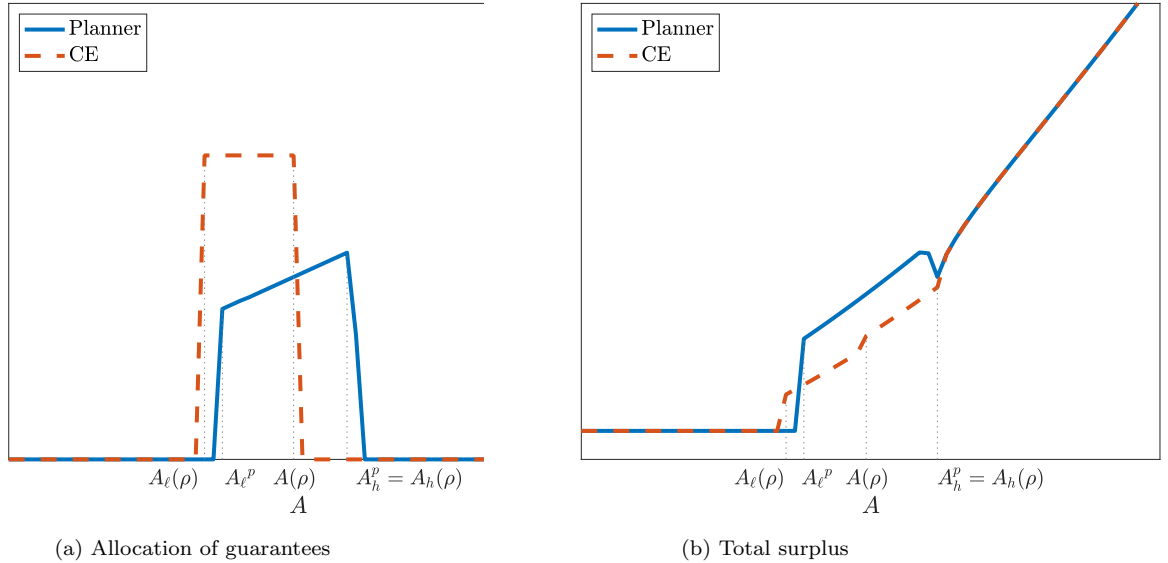 Planner
CE
A_ℓ(ρ) A_ℓ^p A(ρ) A_h^p = A_h(ρ)
A
(a) Allocation of guarantees
Planner
CE
A_ℓ(ρ) A_ℓ^p A(ρ) A_h^p = A_h(ρ)
A
(b) Total surplus